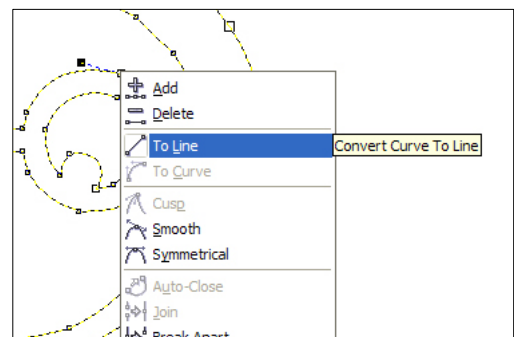 Add
Delete
To Line
Convert Curve To Line
To Curve
Cusp
Smooth
Symmetrical
Auto-Close
Join
Break Apart